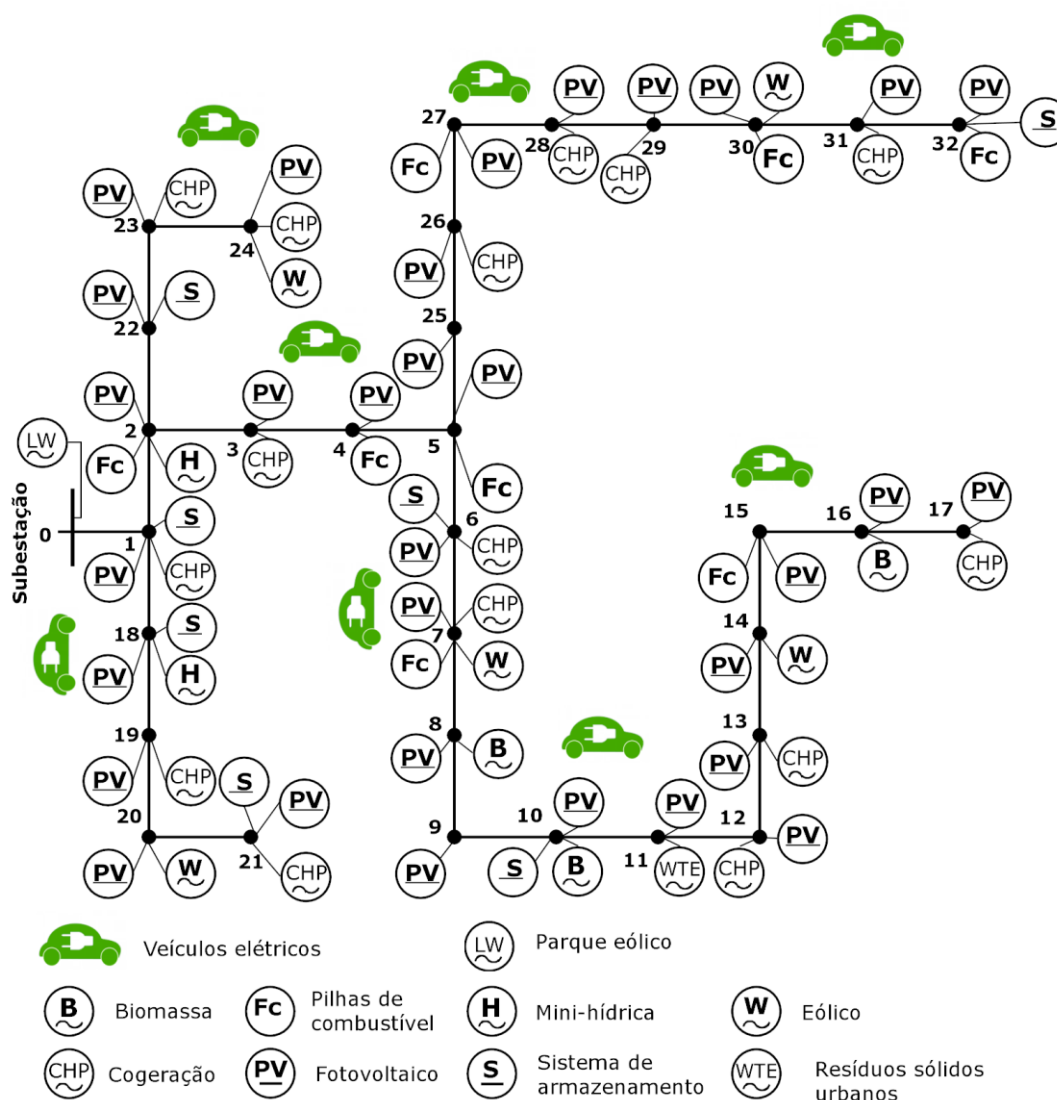 PV
PV
W
PV
PV
PV
PV
S
27
28
29
30
31
32
Fc
PV
CHP
CHP
Fc
CHP
Fc
PV
CHP
PV
23
24
CHP
W
26
PV
CHP
PV
S
22
25
PV
PV
PV
PV
PV
LW
2
3
4
5
Fc
H
CHP
Fc
Fc
Subestação
0
1
S
PV
CHP
S
6
PV
CHP
15
16
17
PV
PV
Fc
PV
B
CHP
18
S
PV
H
PV
CHP
7
Fc
W
14
PV
W
19
PV
CHP
8
PV
B
13
PV
CHP
S
PV
20
21
PV
W
CHP
9
PV
10
PV
S
B
11
PV
WTE
12
CHP
PV
Veículos elétricos
LW
Parque eólico
B
Biomassa
Fc
Pilhas de
combustível
H
Mini-hídrica
W
Eólico
CHP
Cogeração
PV
Fotovoltaico
S
Sistema de
armazenamento
WTE
Resíduos sólidos
urbanos